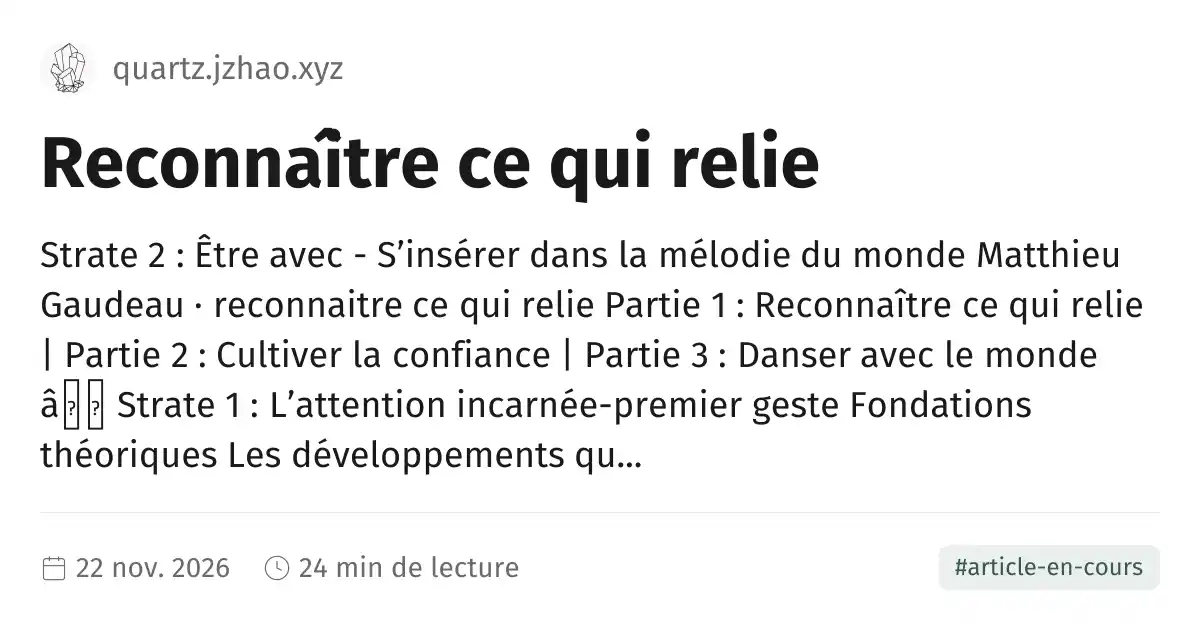 quartz.jzhao.xyz
Reconnaître ce qui relie
Strate 2 : Être avec - S’insérer dans la mélodie du monde Matthieu
Gaudeau · reconnaitre ce qui relie Partie 1 : Reconnaître ce qui relie
| Partie 2 : Cultiver la confiance | Partie 3 : Danser avec le monde
â Strate 1 : L’attention incarnée-premier geste Fondations
théoriques Les développements qu...
22 nov. 2026 24 min de lecture
#article-en-cours